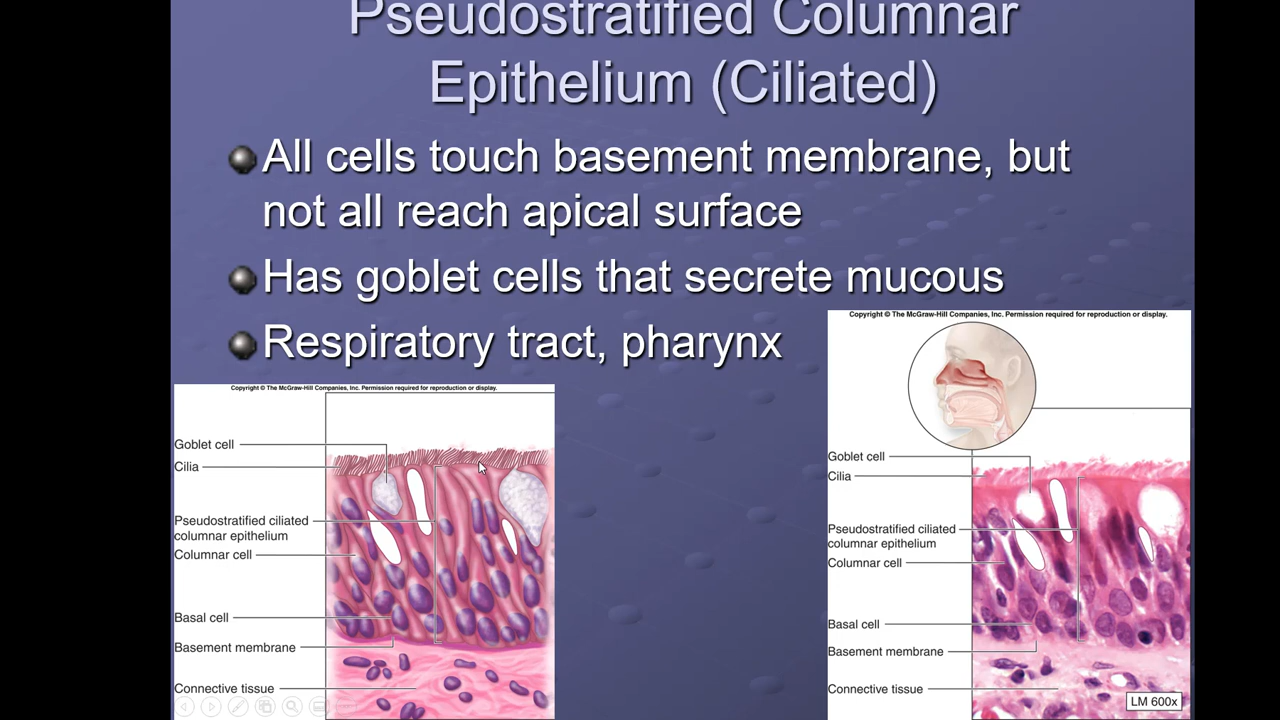 Pseudostratified Columnar
Epithelium (Ciliated)
All cells touch basement membrane, but
not all reach apical surface
Has goblet cells that secrete mucous
Respiratory tract, pharynx
Copyright © The McGraw-Hill Companies, Inc. Permission required for reproduction or display.
Goblet cell
Cilia
Pseudostratified ciliated
columnar epithelium
Columnar cell
Basal cell
Basement membrane
Connective tissue
Copyright © The McGraw-Hill Companies, Inc. Permission required for reproduction or display.
Goblet cell
Cilia
Pseudostratified ciliated
columnar epithelium
Columnar cell
Basal cell
Basement membrane
Connective tissue
LM 600x